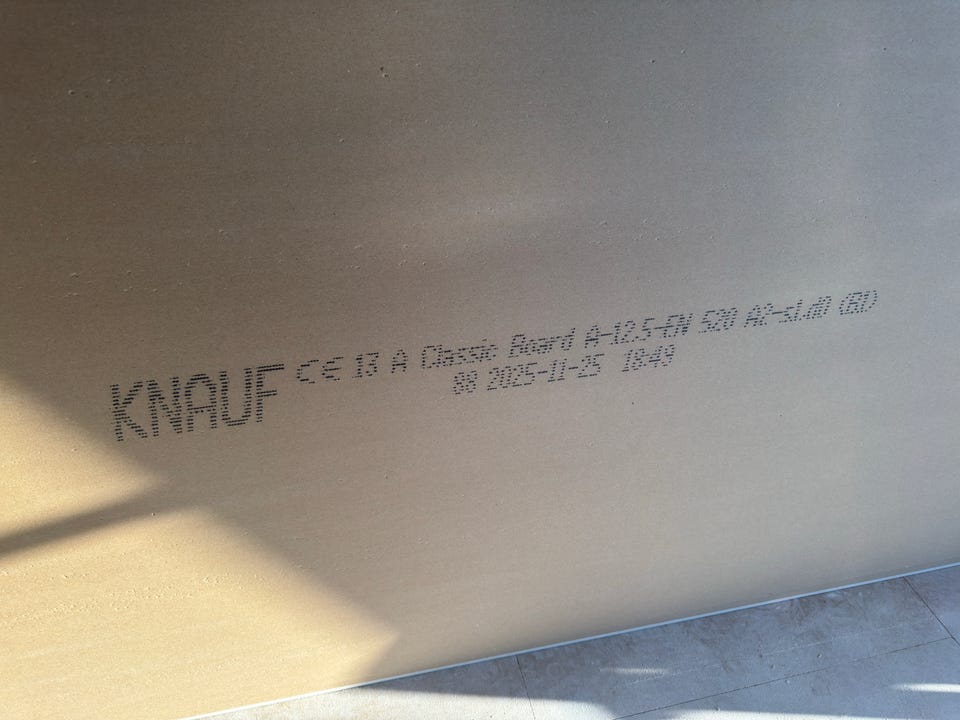 KNAUF CE 13 A Classic Board A-12,5-EN 520 A2-s1,d0 (B1)
88 2025-11-25 18:49